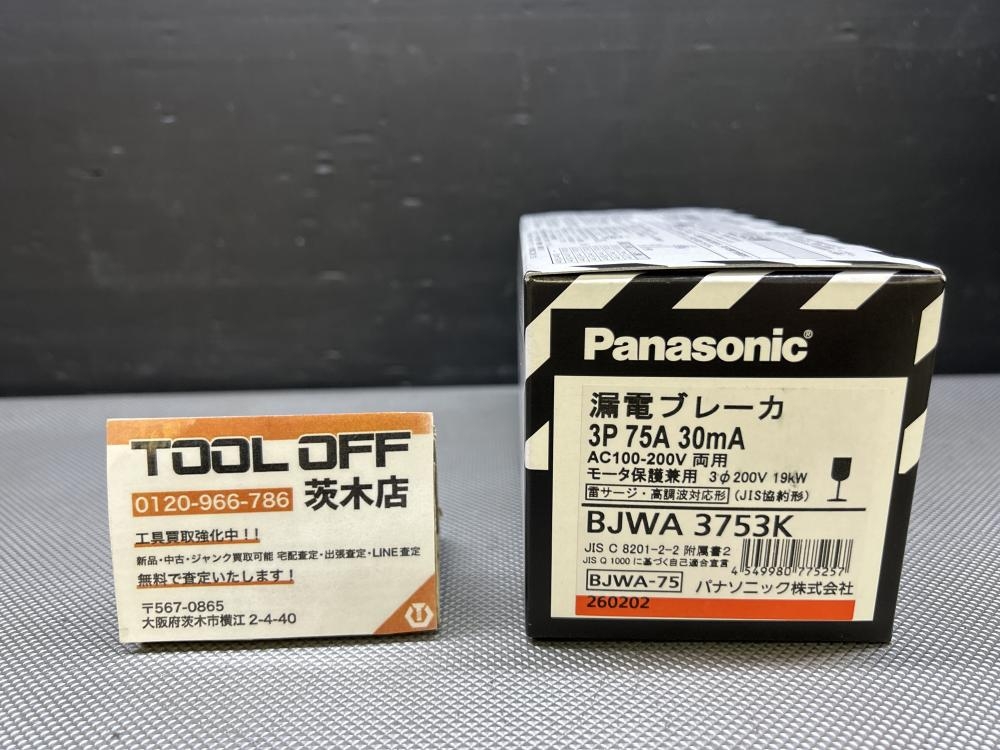 TOOL OFF
0120-966-786 茨木店
工具買取強化中!!
新品・中古・ジャンク買取可能 宅配査定・出張査定・LINE査定
無料で査定いたします!
〒567-0865
大阪府茨木市横江 2-4-40
Panasonic®
漏電ブレーカ
3P 75A 30mA
AC100-200V 両用
モータ保護兼用 3φ200V 19kW
雷サージ・高調波対応形 (JIS協約形)
BJWA 3753K
JIS C 8201-2-2 附属書2
JIS Q 1000 に基づく自己適合宣言
4 549980 775257
BJWA-75 パナソニック株式会社
260202